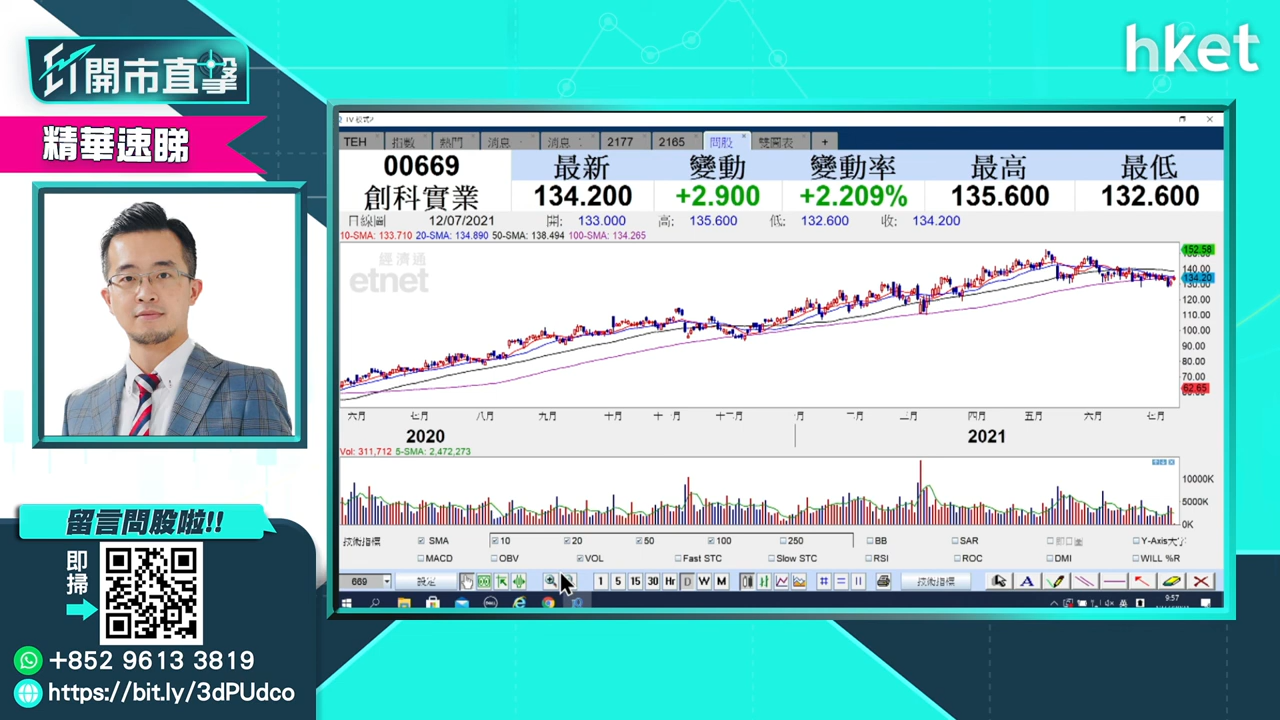 hket
ET開市直擊
精華速睇
TEH 指數 熱門 消息 消息 2177 2165 問股 雙圖表 +
00669 最新 變動 變動率 最高 最低
創科實業 134.200 +2.900 +2.209% 135.600 132.600
日線圖 12/07/2021 開: 133.000 高: 135.600 低: 132.600 收: 134.200
10-SMA: 133.710 20-SMA: 134.890 50-SMA: 138.494 100-SMA: 134.265
經濟通
etnet
152.58
140.00
134.20
130.00
120.00
110.00
100.00
90.00
80.00
70.00
62.65
六月 七月 八月 九月 十月 十一月 十二月 二月 三月 四月 五月 六月 七月
2020 2021
Vol: 311,712 5-SMA: 2,472,273
10000K
5000K
0K
技術指標 SMA 10 20 50 100 250 BB SAR Y-Axis大字
MACD OBV VOL Fast STC Slow STC RSI ROC DMI WILL %R
669 設定 1 5 15 30 Hr D W M 技術指標
9:57
留言問股啦!!
即掃
+852 9613 3819
https://bit.ly/3dPUdco